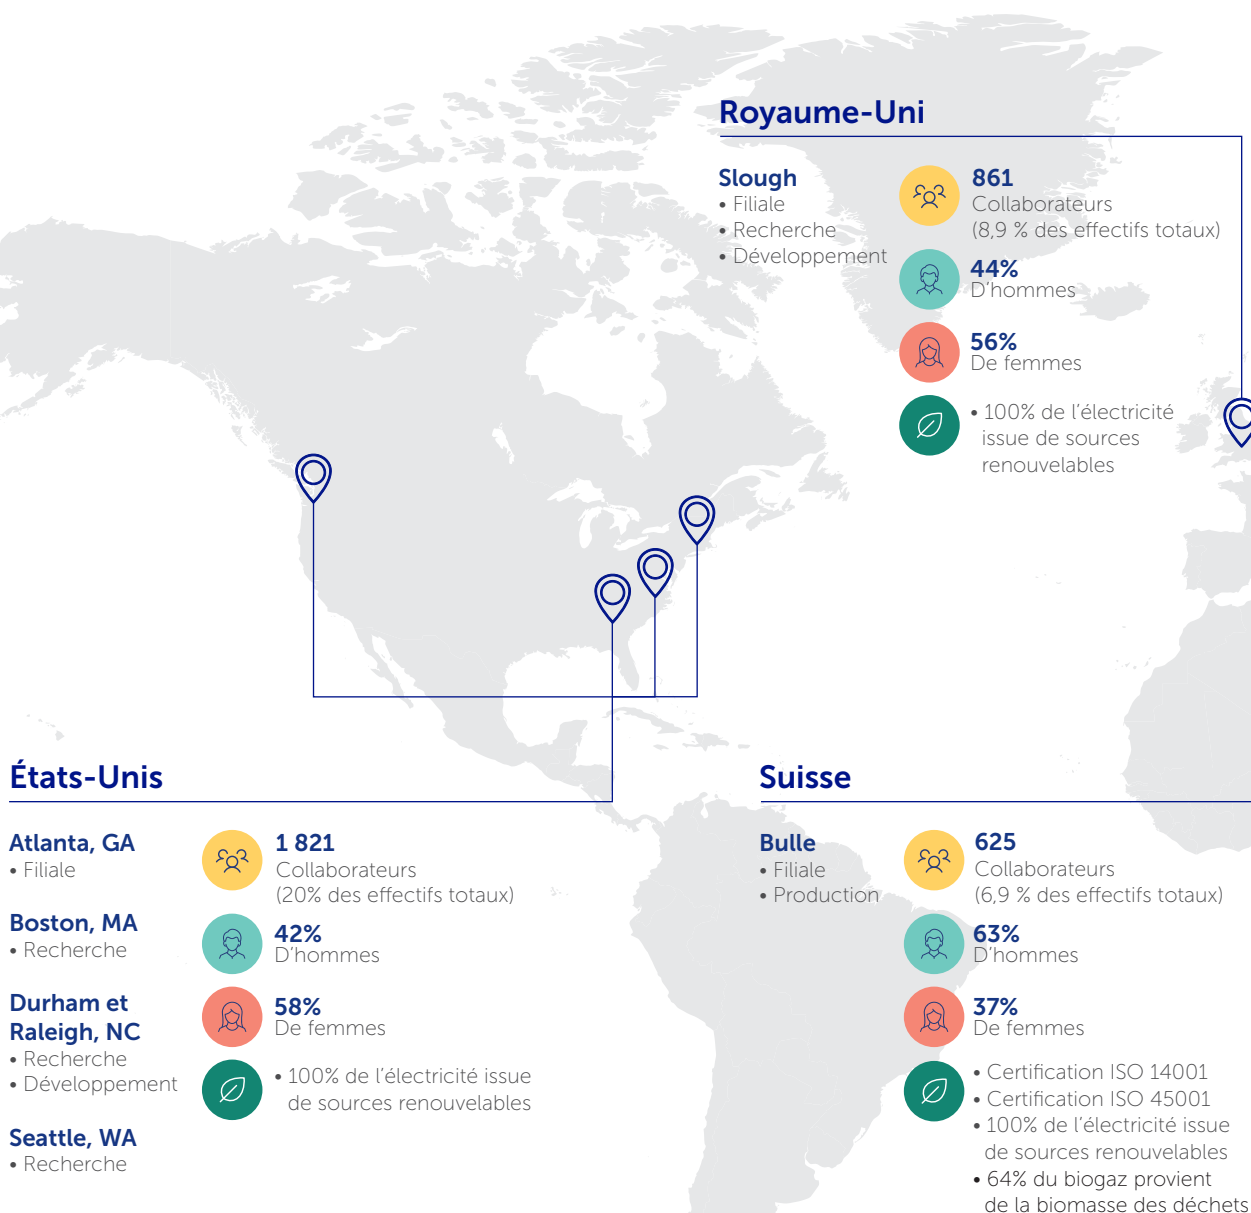 Royaume-Uni
Slough
• Filiale
• Recherche
• Développement
861
Collaborateurs
(8,9 % des effectifs totaux)
44%
D'hommes
56%
De femmes
• 100% de l'électricité
issue de sources
renouvelables
États-Unis
Atlanta, GA
• Filiale
Boston, MA
• Recherche
Durham et
Raleigh, NC
• Recherche
• Développement
Seattle, WA
• Recherche
1 821
Collaborateurs
(20% des effectifs totaux)
42%
D'hommes
58%
De femmes
• 100% de l'électricité issue
de sources renouvelables
Suisse
Bulle
• Filiale
• Production
625
Collaborateurs
(6,9 % des effectifs totaux)
63%
D'hommes
37%
De femmes
• Certification ISO 14001
• Certification ISO 45001
• 100% de l'électricité issue
de sources renouvelables
• 64% du biogaz provient
de la biomasse des déchets